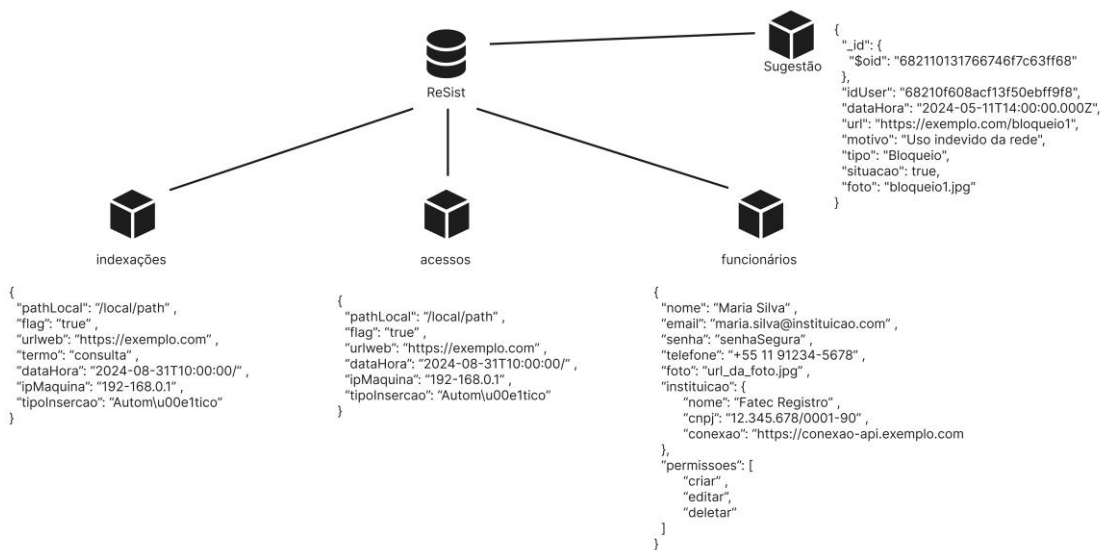 ReSist
Sugestão
{
"_id": {
"$oid": "682110131766746f7c63ff68"
},
"idUser": "68210f608acf13f50ebff9f8",
"dataHora": "2024-05-11T14:00:00.000Z",
"url": "https://exemplo.com/bloqueio1",
"motivo": "Uso indevido da rede",
"tipo": "Bloqueio",
"situacao": true,
"foto": "bloqueio1.jpg"
}
indexações
{
"pathLocal": “/local/path” ,
“flag”: “true” ,
“urlweb”: “https://exemplo.com” ,
“termo”: “consulta”
“dataHora”: “2024-08-31T10:00:00/” ,
“ipMaquina”: “192-168.0.1” ,
“tipoInsercao”: “Autom\u00e1tico”
}
acessos
{
"pathLocal": “/local/path” ,
“flag”: “true” ,
“urlweb”: “https://exemplo.com” ,
“dataHora”: “2024-08-31T10:00:00/” ,
“ipMaquina”: “192-168.0.1” ,
“tipoInsercao”: “Autom\u00e1tico”
}
funcionários
{
"nome": “Maria Silva” ,
“email”: “maria.silva@instituicao.com” ,
“senha”: “senhaSegura” ,
“telefone”: “+55 11 91234-5678” ,
“foto”: “url_da_foto.jpg” ,
“instituicao”: {
“nome”: “Fatec Registro” ,
“cnpj”: “12.345.678/0001-90” ,
“conexao”: “https://conexao-api.exemplo.com
},
“permissoes”: [
“criar” ,
“editar”,
“deletar”
]
}